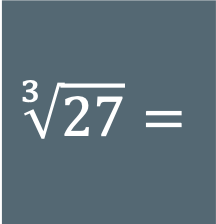 ∛27 =